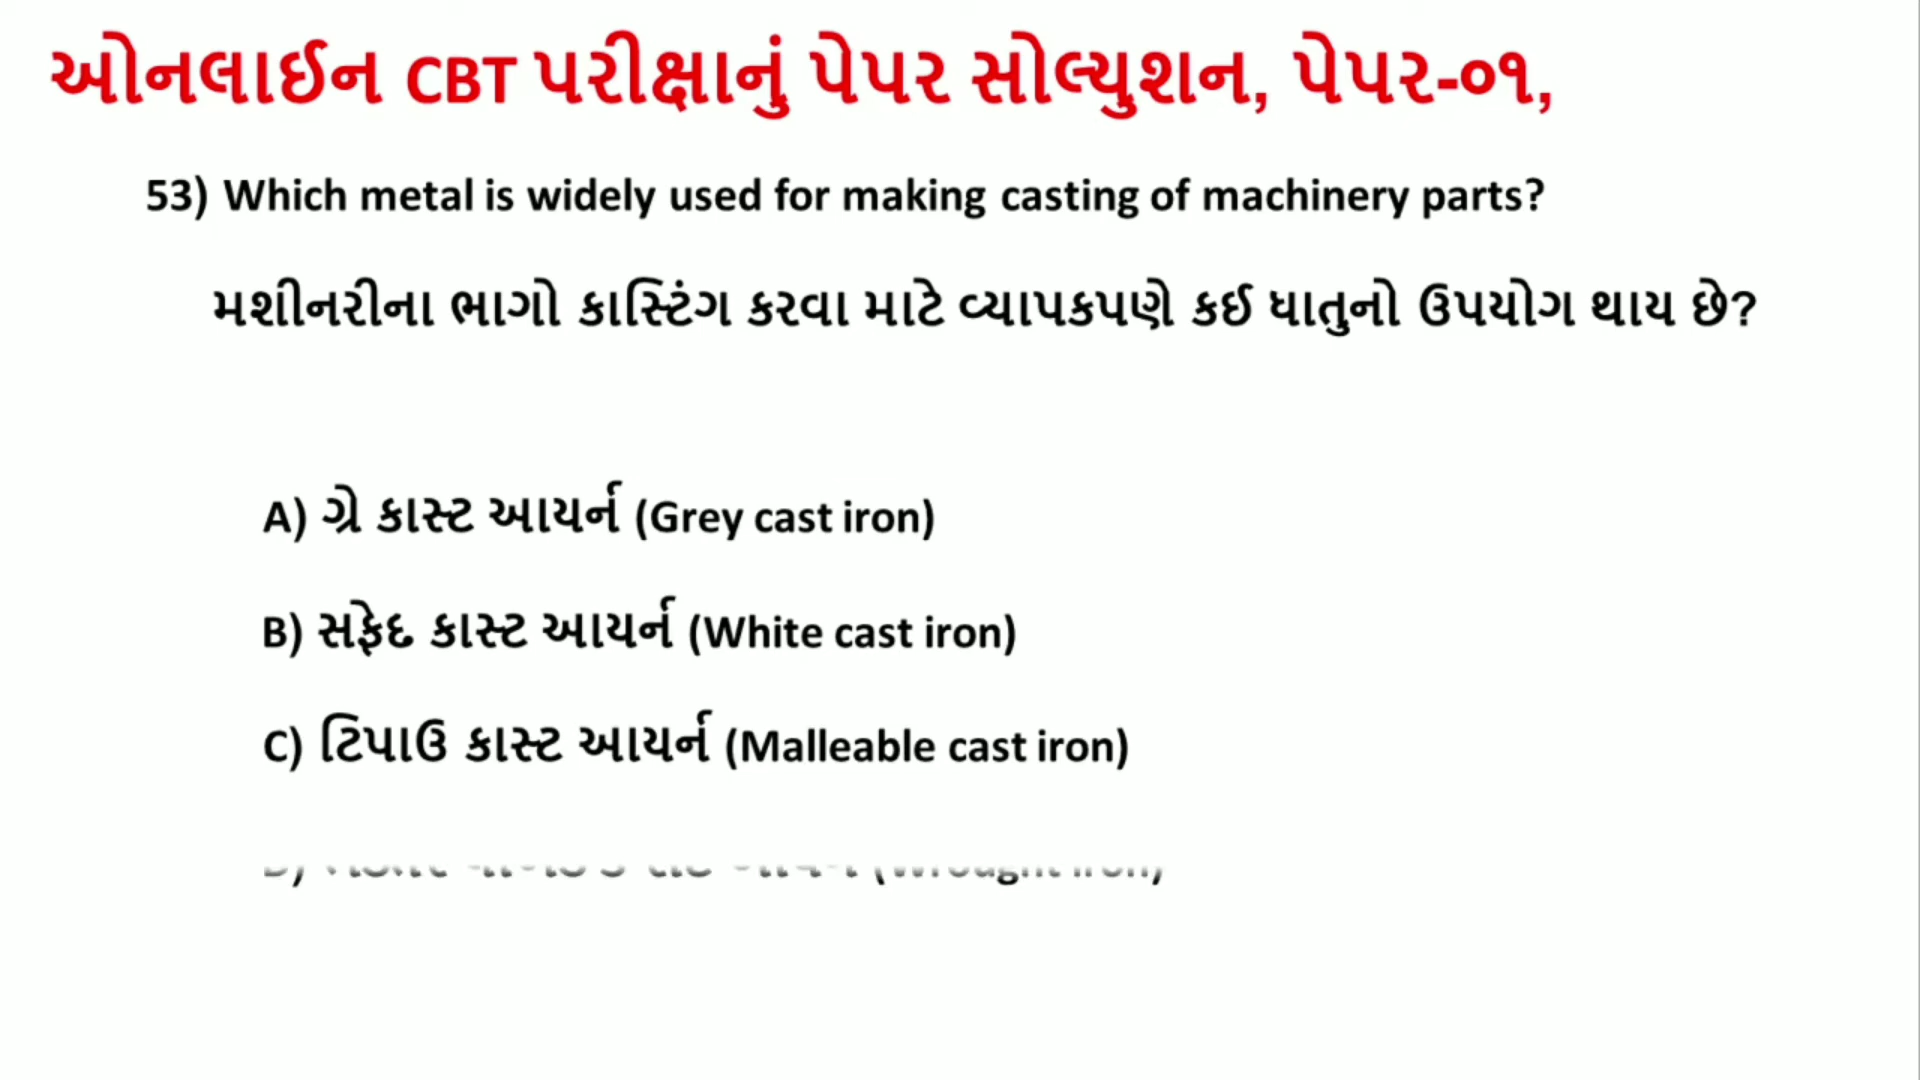 ઓનલાઈન CBT પરીક્ષાનું પેપર સોલ્યુશન, પેપર-૦૧,
53) Which metal is widely used for making casting of machinery parts?
મશીનરીના ભાગો કાસ્ટિંગ કરવા માટે વ્યાપકપણે કઈ ધાતુનો ઉપયોગ થાય છે?
A) ગ્રે કાસ્ટ આયર્ન (Grey cast iron)
B) સફેદ કાસ્ટ આયર્ન (White cast iron)
C) ટિપાઉ કાસ્ટ આયર્ન (Malleable cast iron)
D) (Wrought iron)